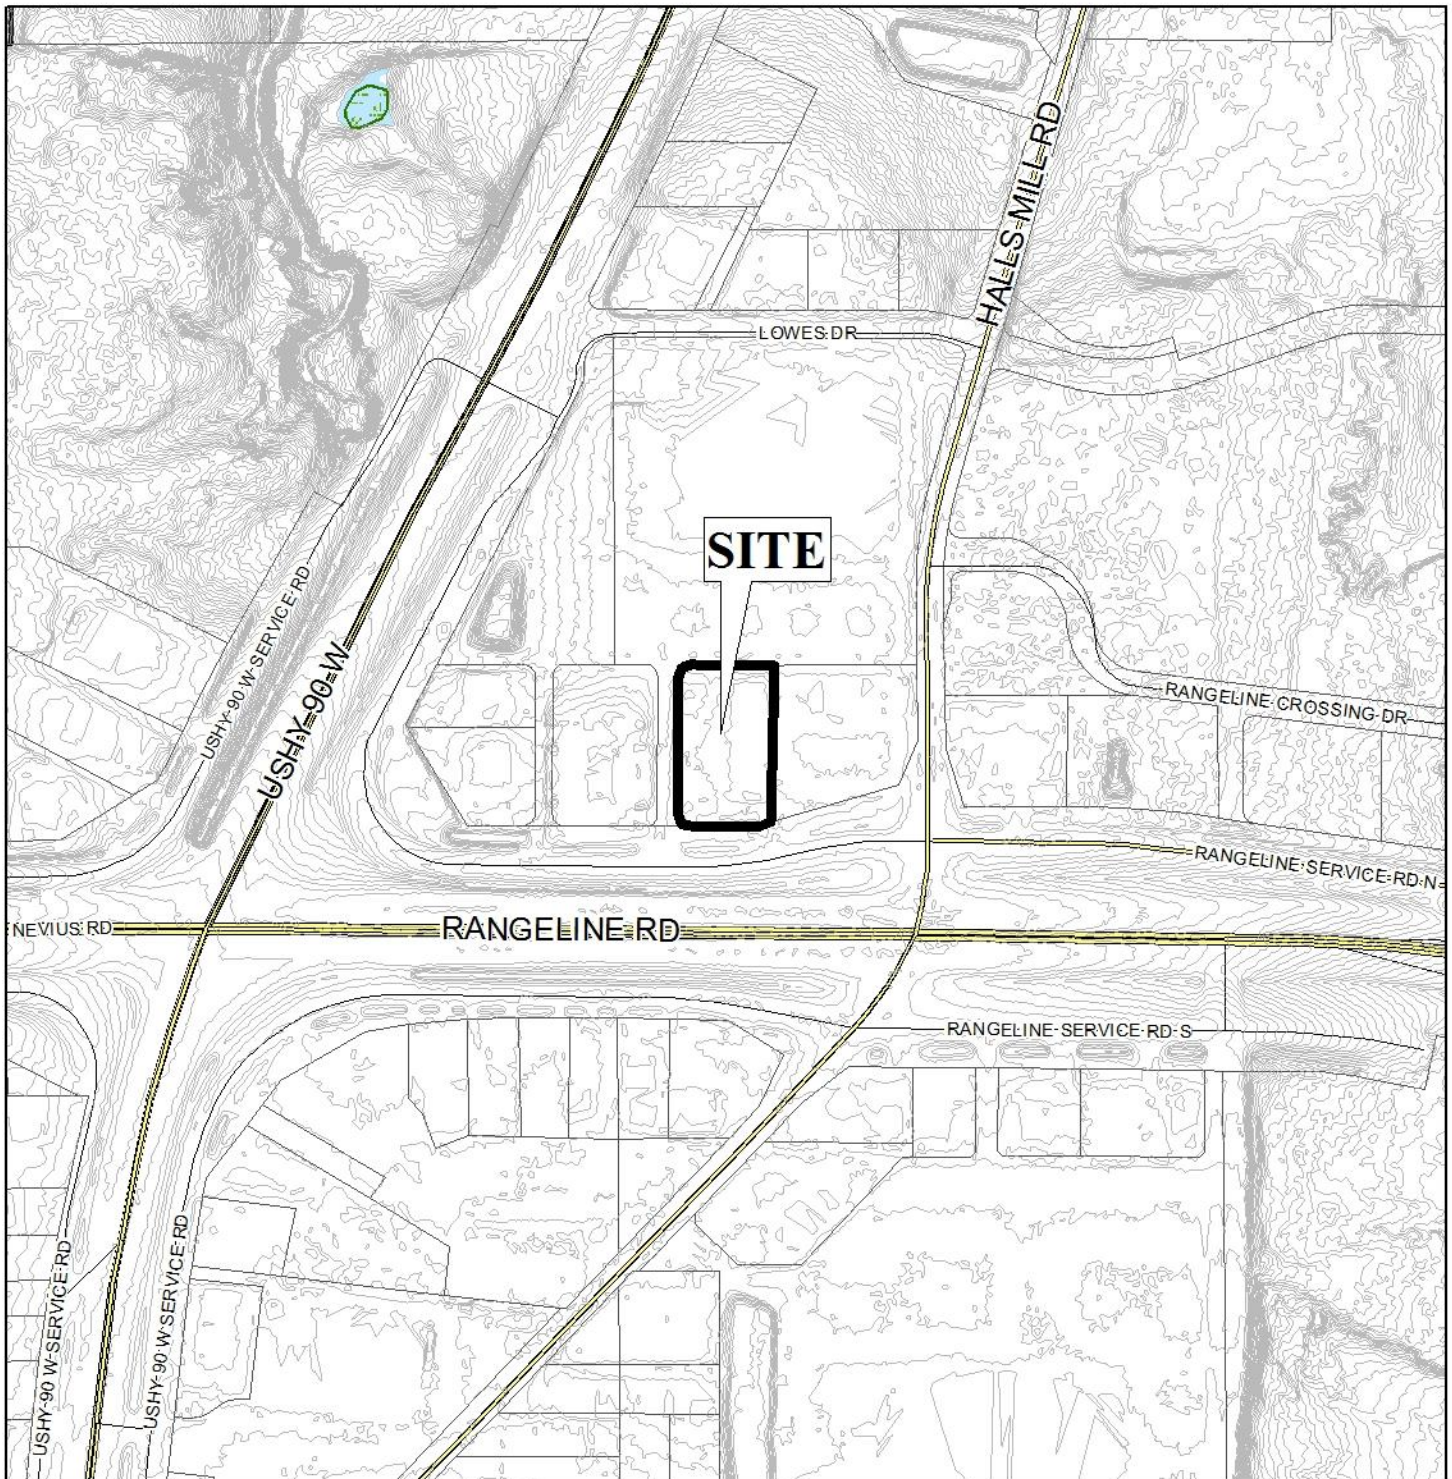 HALLS MILL RD
LOWES DR
SITE
USHY 90 W SERVICE RD
USHY 90 W
RANGELINE CROSSING DR
RANGELINE SERVICE RD N
NEVIUS RD
RANGELINE RD
RANGELINE SERVICE RD S
USHY 90 W SERVICE RD
USHY 90 W SERVICE RD